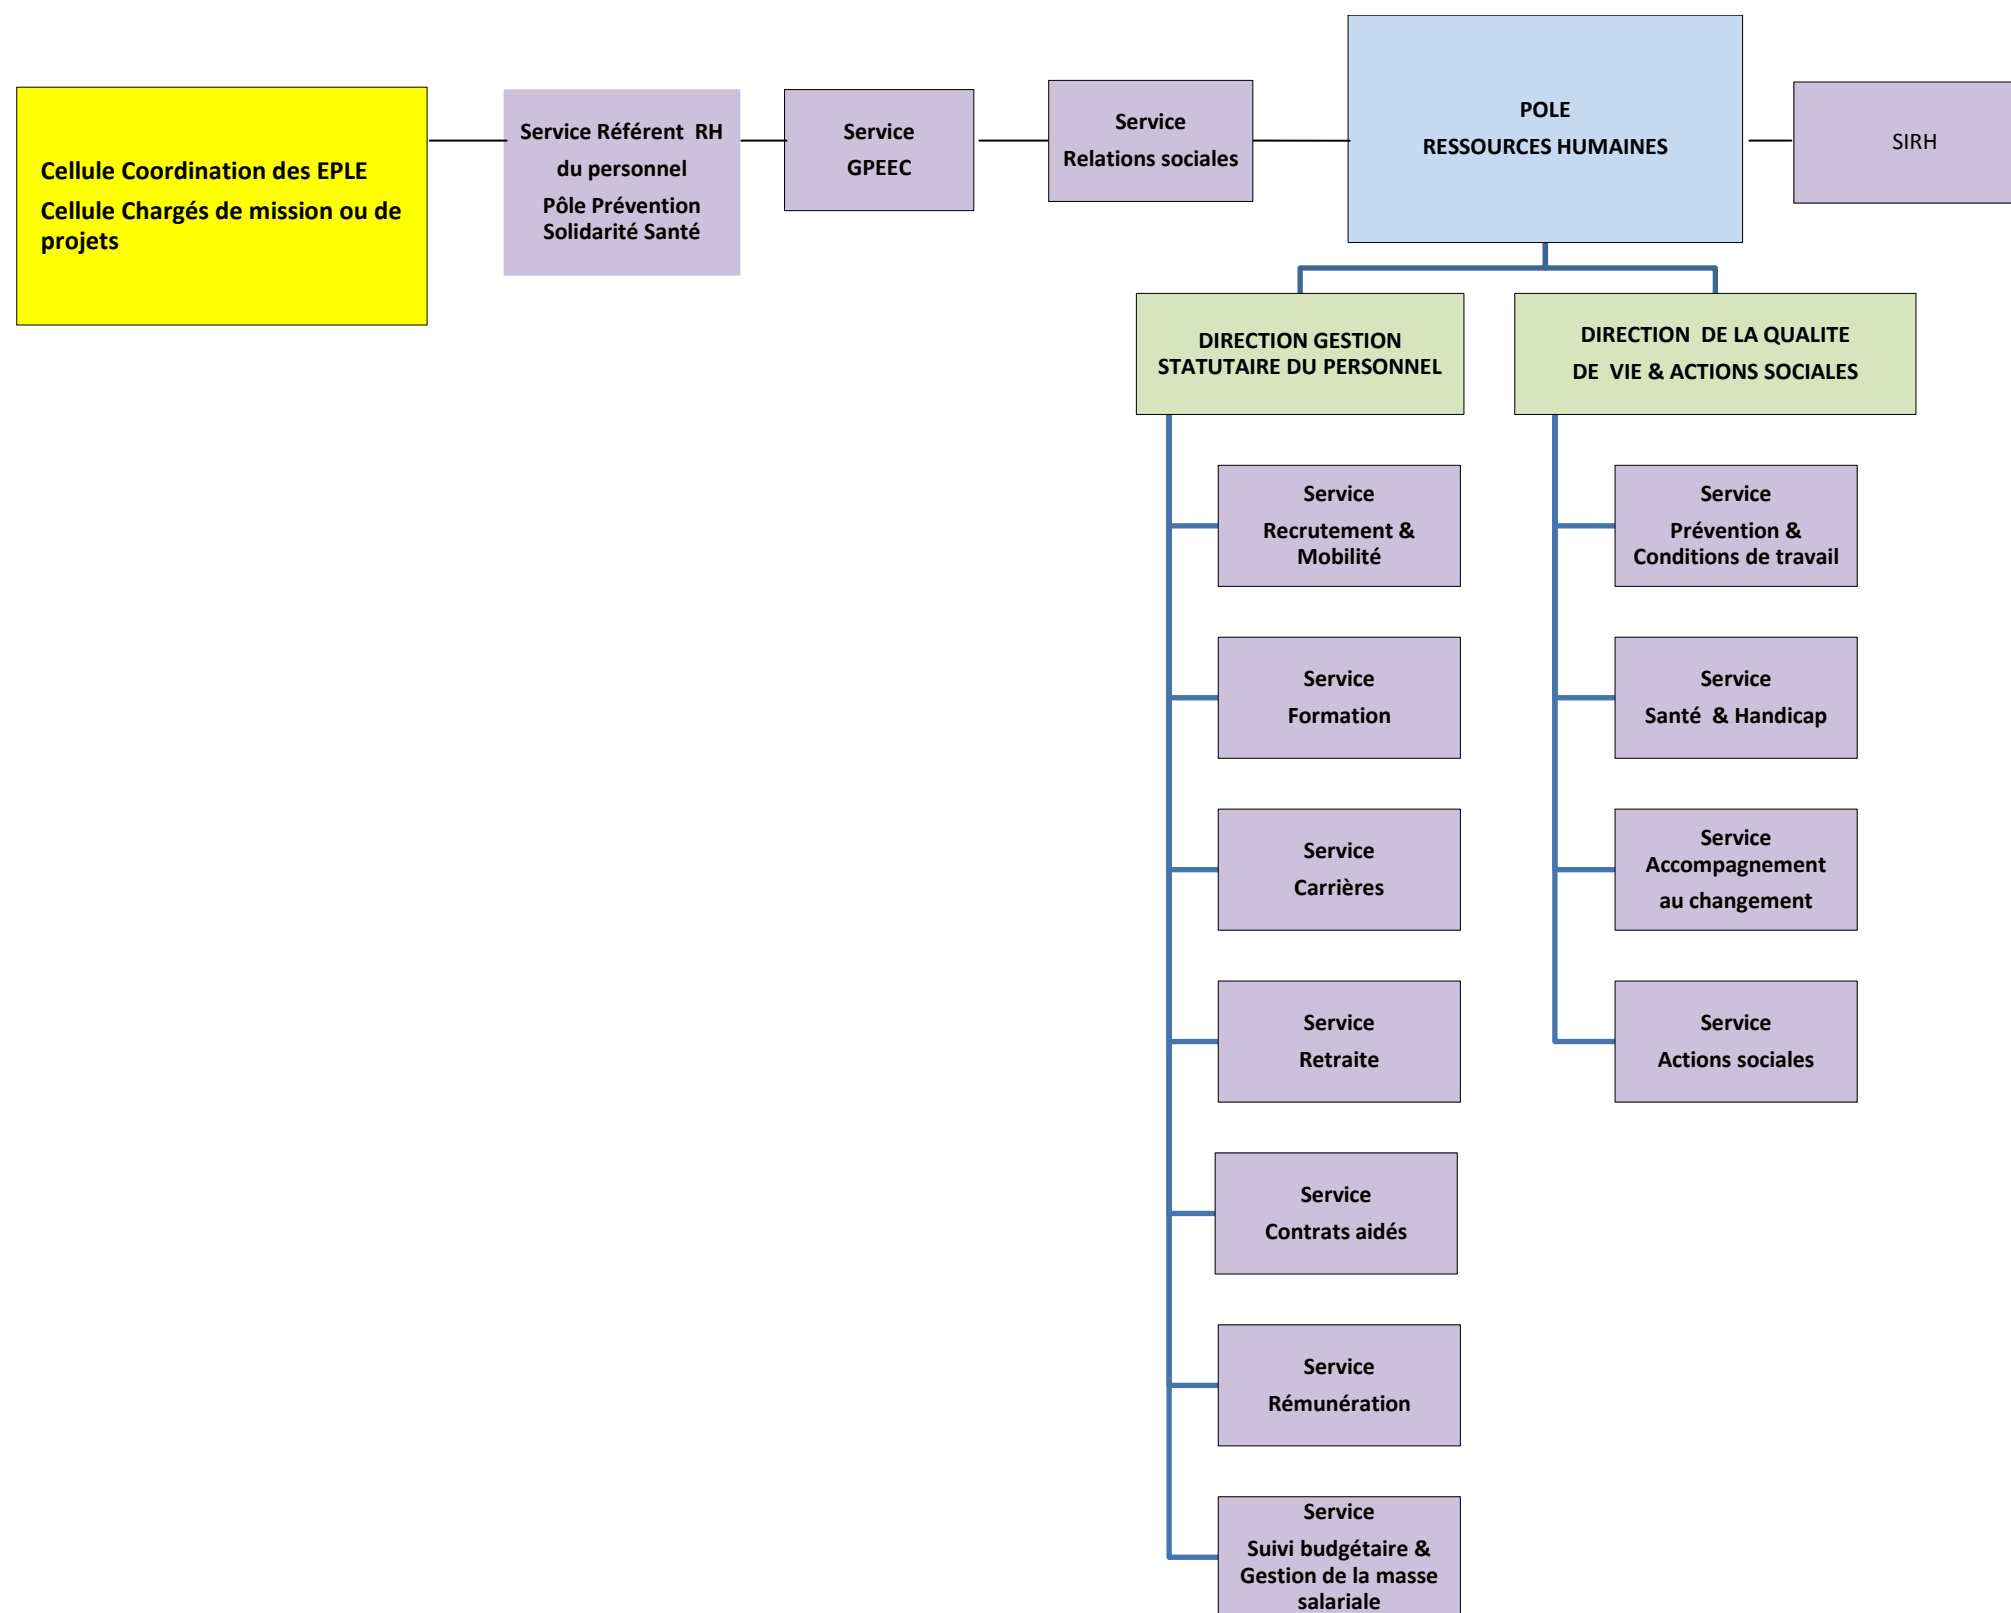 POLE
RESSOURCES HUMAINES
Cellule Coordination des EPLE
Cellule Chargés de mission ou de
projets
Service Référent RH
du personnel
Pôle Prévention
Solidarité Santé
Service
GPEEC
Service
Relations sociales
SIRH
DIRECTION GESTION
STATUTAIRE DU PERSONNEL
DIRECTION DE LA QUALITE
DE VIE & ACTIONS SOCIALES
Service
Recrutement &
Mobilité
Service
Prévention &
Conditions de travail
Service
Formation
Service
Santé & Handicap
Service
Carrières
Service
Accompagnement
au changement
Service
Retraite
Service
Actions sociales
Service
Contrats aidés
Service
Rémunération
Service
Suivi budgétaire &
Gestion de la masse
salariale